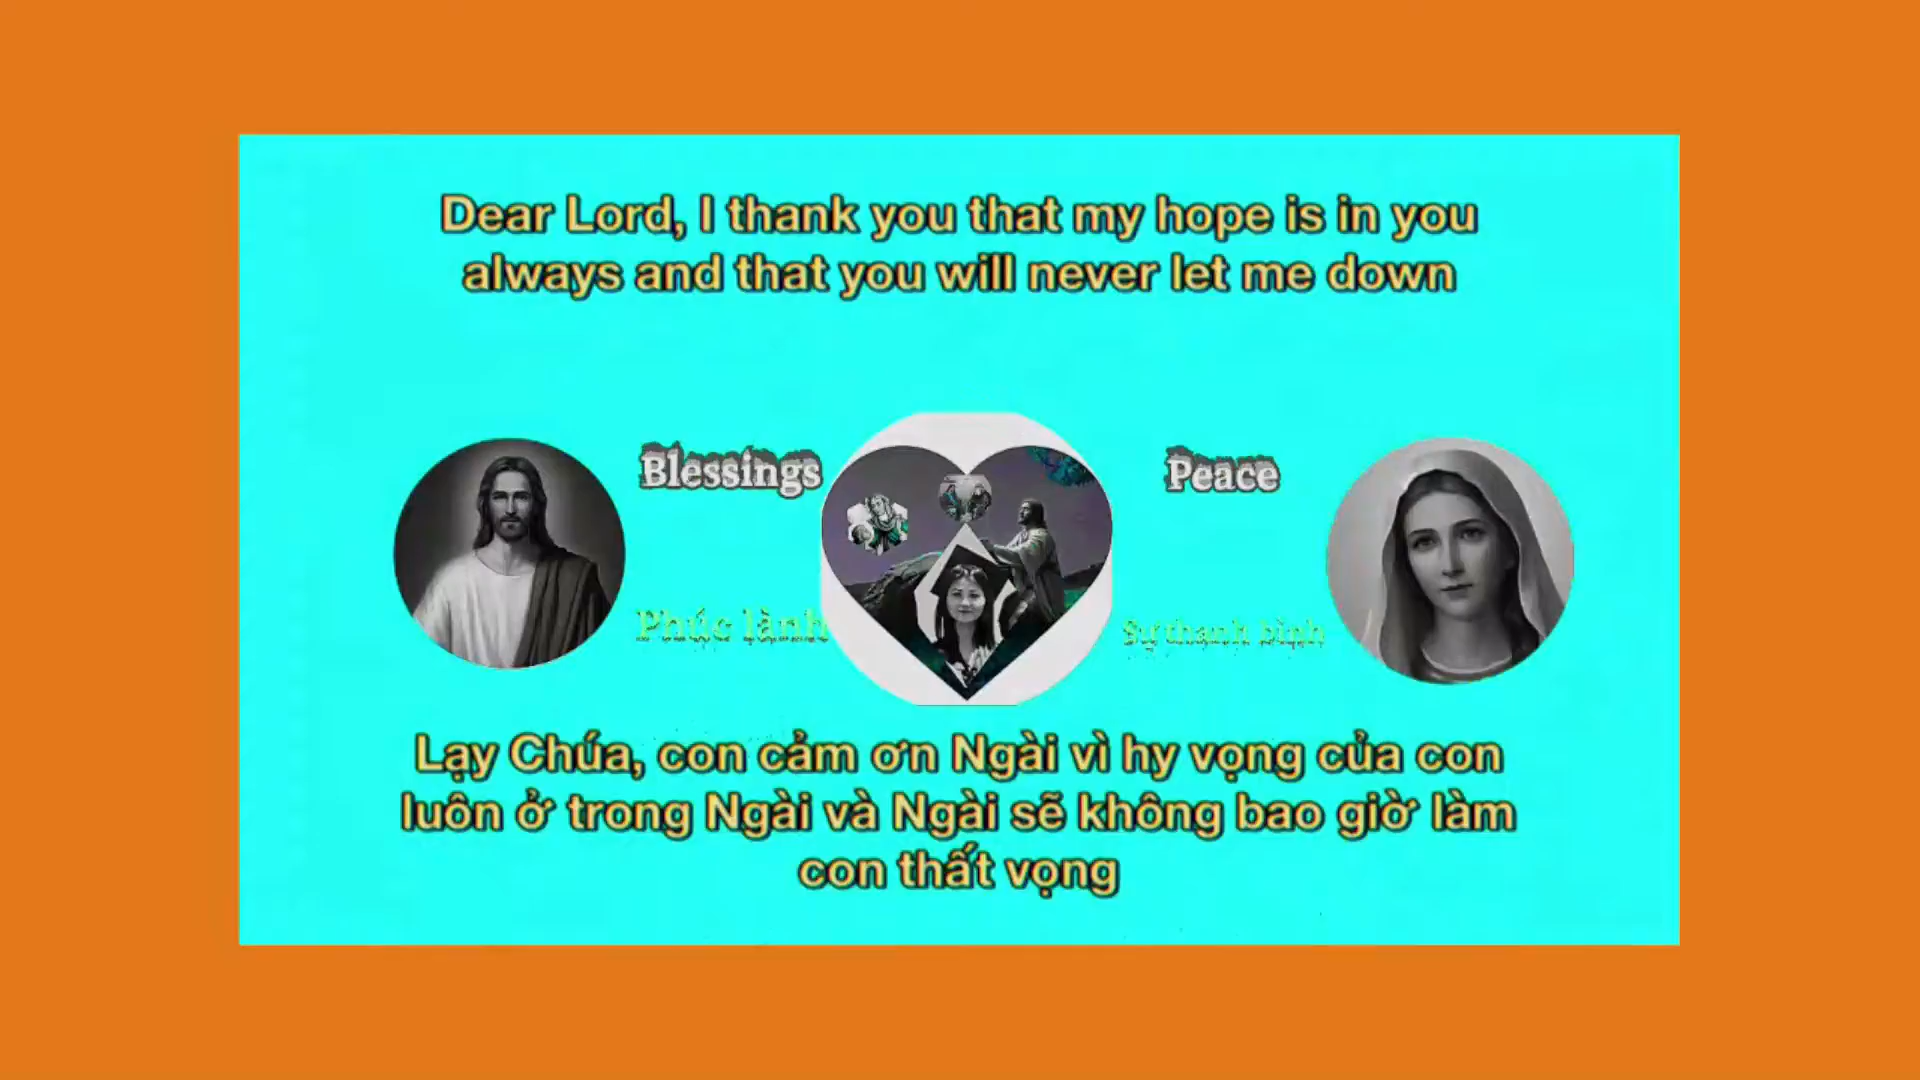 Dear Lord, I thank you that my hope is in you
always and that you will never let me down
Blessings
Peace
Phúc lành
Sự thanh bình
Lạy Chúa, con cảm ơn Ngài vì hy vọng của con
luôn ở trong Ngài và Ngài sẽ không bao giờ làm
con thất vọng